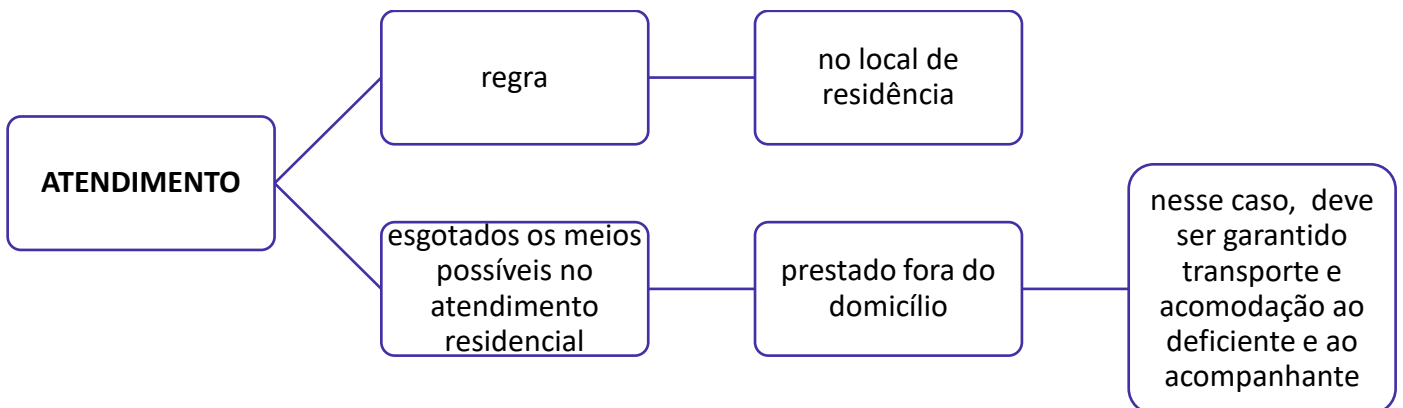 ATENDIMENTO
regra
no local de
residência
esgotados os meios
possíveis no
atendimento
residencial
prestado fora do
domicílio
nesse caso, deve
ser garantido
transporte e
acomodação ao
deficiente e ao
acompanhante